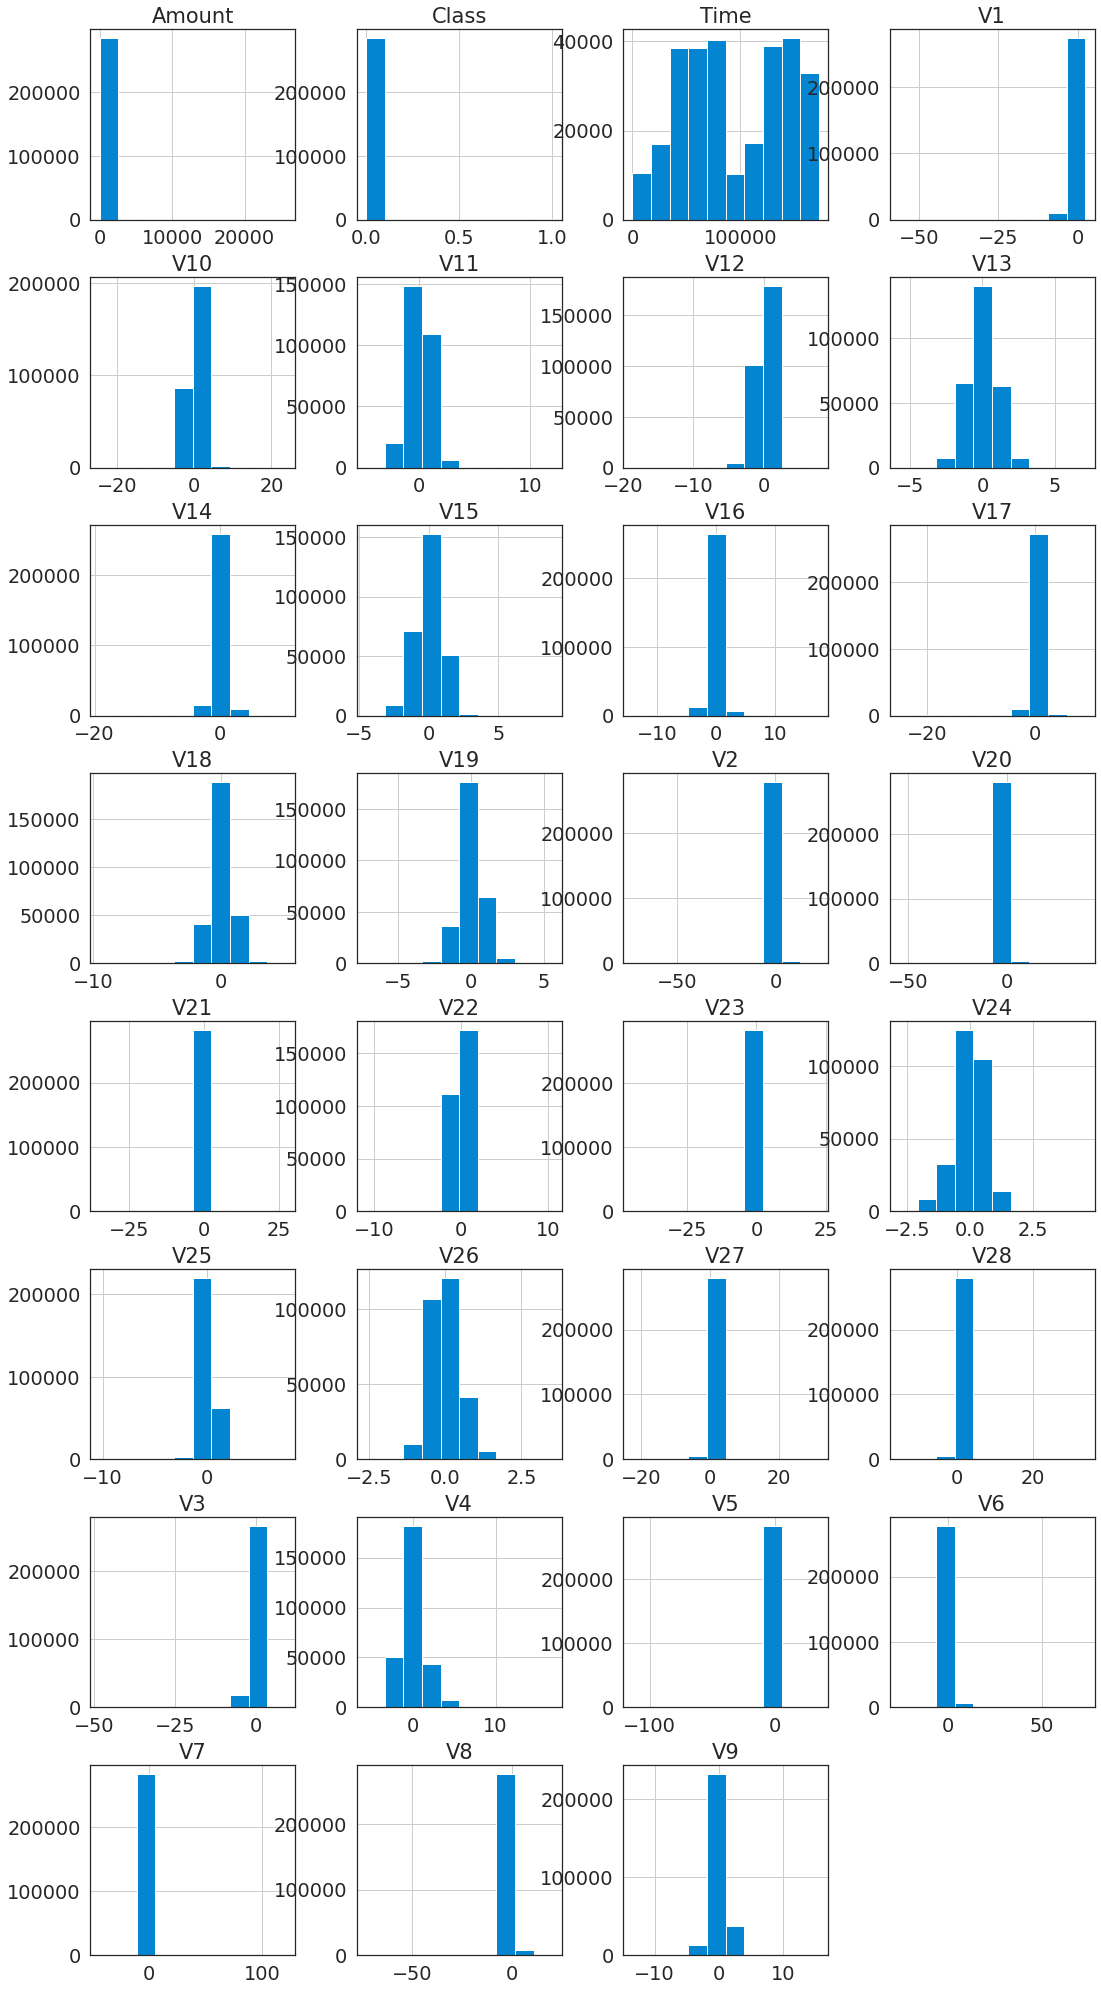 Amount Class Time V1
200000 100000 0 0 10000 20000
200000 100000 0 0.0 0.5 1.0
40000 20000 0 0 100000
200000 100000 0 −50 −25 0
V10 V11 V12 V13
200000 100000 0 −20 0 20
150000 100000 50000 0 0 10
150000 100000 50000 0 −20 −10 0
100000 50000 0 −5 0 5
V14 V15 V16 V17
200000 100000 0 −20 0
150000 100000 50000 0 −5 0 5
200000 100000 0 −10 0 10
200000 100000 0 −20 0
V18 V19 V2 V20
150000 100000 50000 0 −10 0
150000 100000 50000 0 −5 0 5
200000 100000 0 −50 0
200000 100000 0 −50 0
V21 V22 V23 V24
200000 100000 0 −25 0 25
150000 100000 50000 0 −10 0 10
200000 100000 0 −25 0 25
100000 50000 0 −2.5 0.0 2.5
V25 V26 V27 V28
200000 150000 100000 50000 0 −10 0
100000 50000 0 −2.5 0.0 2.5
200000 100000 0 −20 0 20
200000 100000 0 0 20
V3 V4 V5 V6
200000 100000 0 −50 −25 0
150000 100000 50000 0 0 10
200000 100000 0 −100 0
200000 100000 0 0 50
V7 V8 V9
200000 100000 0 0 100
200000 100000 0 −50 0
200000 100000 0 −10 0 10